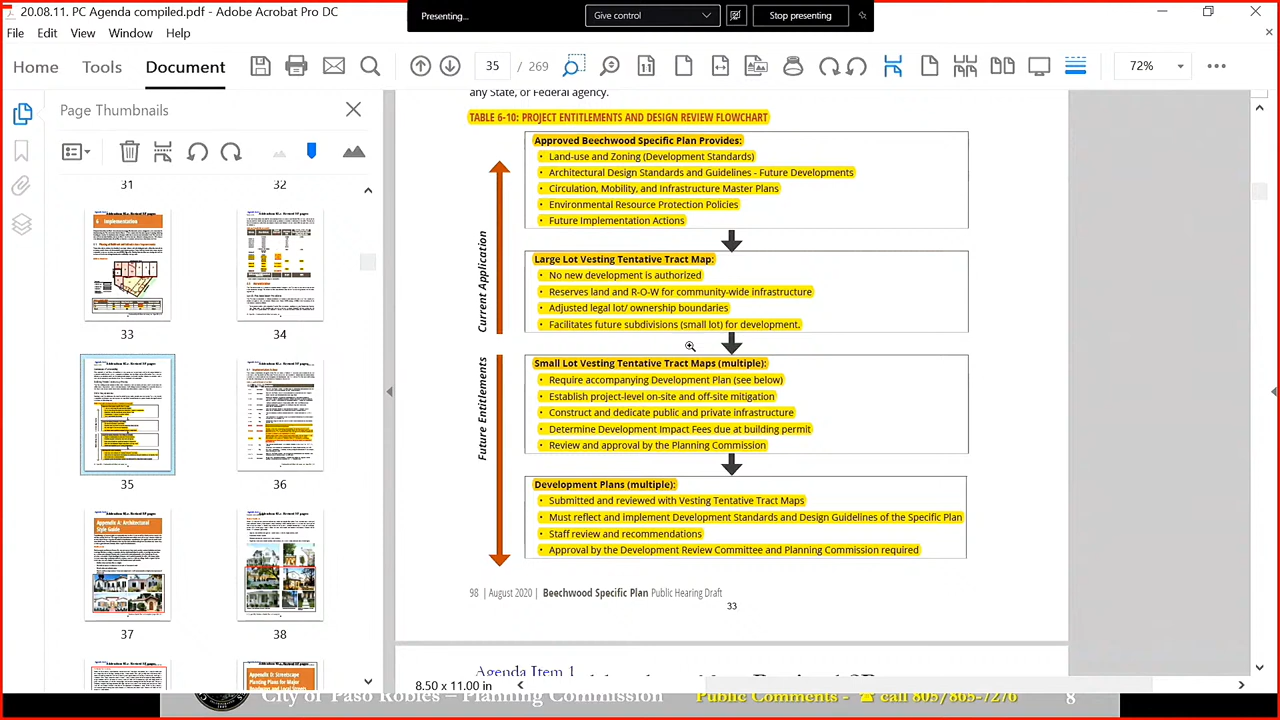 20.08.11. PC Agenda compiled.pdf - Adobe Acrobat Pro DC
Presenting...
Give control
Stop presenting
File Edit View Window Help
Home Tools Document
35 / 269
72%
Page Thumbnails
31
32
33
34
35
36
37
38
any State, or Federal agency.
TABLE 6-10: PROJECT ENTITLEMENTS AND DESIGN REVIEW FLOWCHART
Current Application
Approved Beechwood Specific Plan Provides:
• Land-use and Zoning (Development Standards)
• Architectural Design Standards and Guidelines - Future Developments
• Circulation, Mobility, and Infrastructure Master Plans
• Environmental Resource Protection Policies
• Future Implementation Actions
Large Lot Vesting Tentative Tract Map:
• No new development is authorized
• Reserves land and R-O-W for community-wide infrastructure
• Adjusted legal lot/ ownership boundaries
• Facilitates future subdivisions (small lot) for development.
Future Entitlements
Small Lot Vesting Tentative Tract Maps (multiple):
• Require accompanying Development Plan (see below)
• Establish project-level on-site and off-site mitigation
• Construct and dedicate public and private infrastructure
• Determine Development Impact Fees due at building permit
• Review and approval by the Planning Commission
Development Plans (multiple):
• Submitted and reviewed with Vesting Tentative Tract Maps
• Must reflect and implement Development Standards and Design Guidelines of the Specific Plan
• Staff review and recommendations
• Approval by the Development Review Committee and Planning Commission required
98 | August 2020 | Beechwood Specific Plan Public Hearing Draft
33
Agenda Item 1
8.50 x 11.00 in
City of Paso Robles – Planning Commission
Public Comments - ☎ call 805/865-7276
8